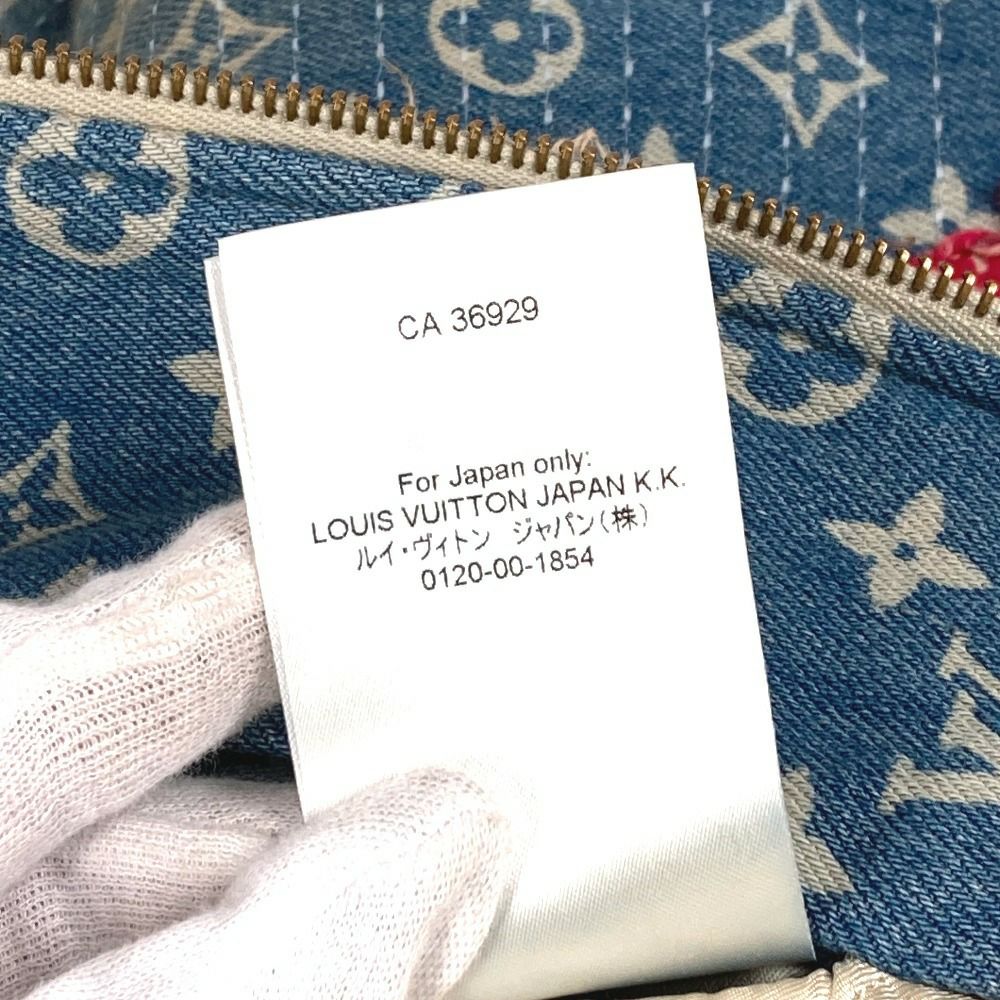 CA 36929
For Japan only:
LOUIS VUITTON JAPAN K.K.
ルイ・ヴィトン　ジャパン(株)
0120-00-1854